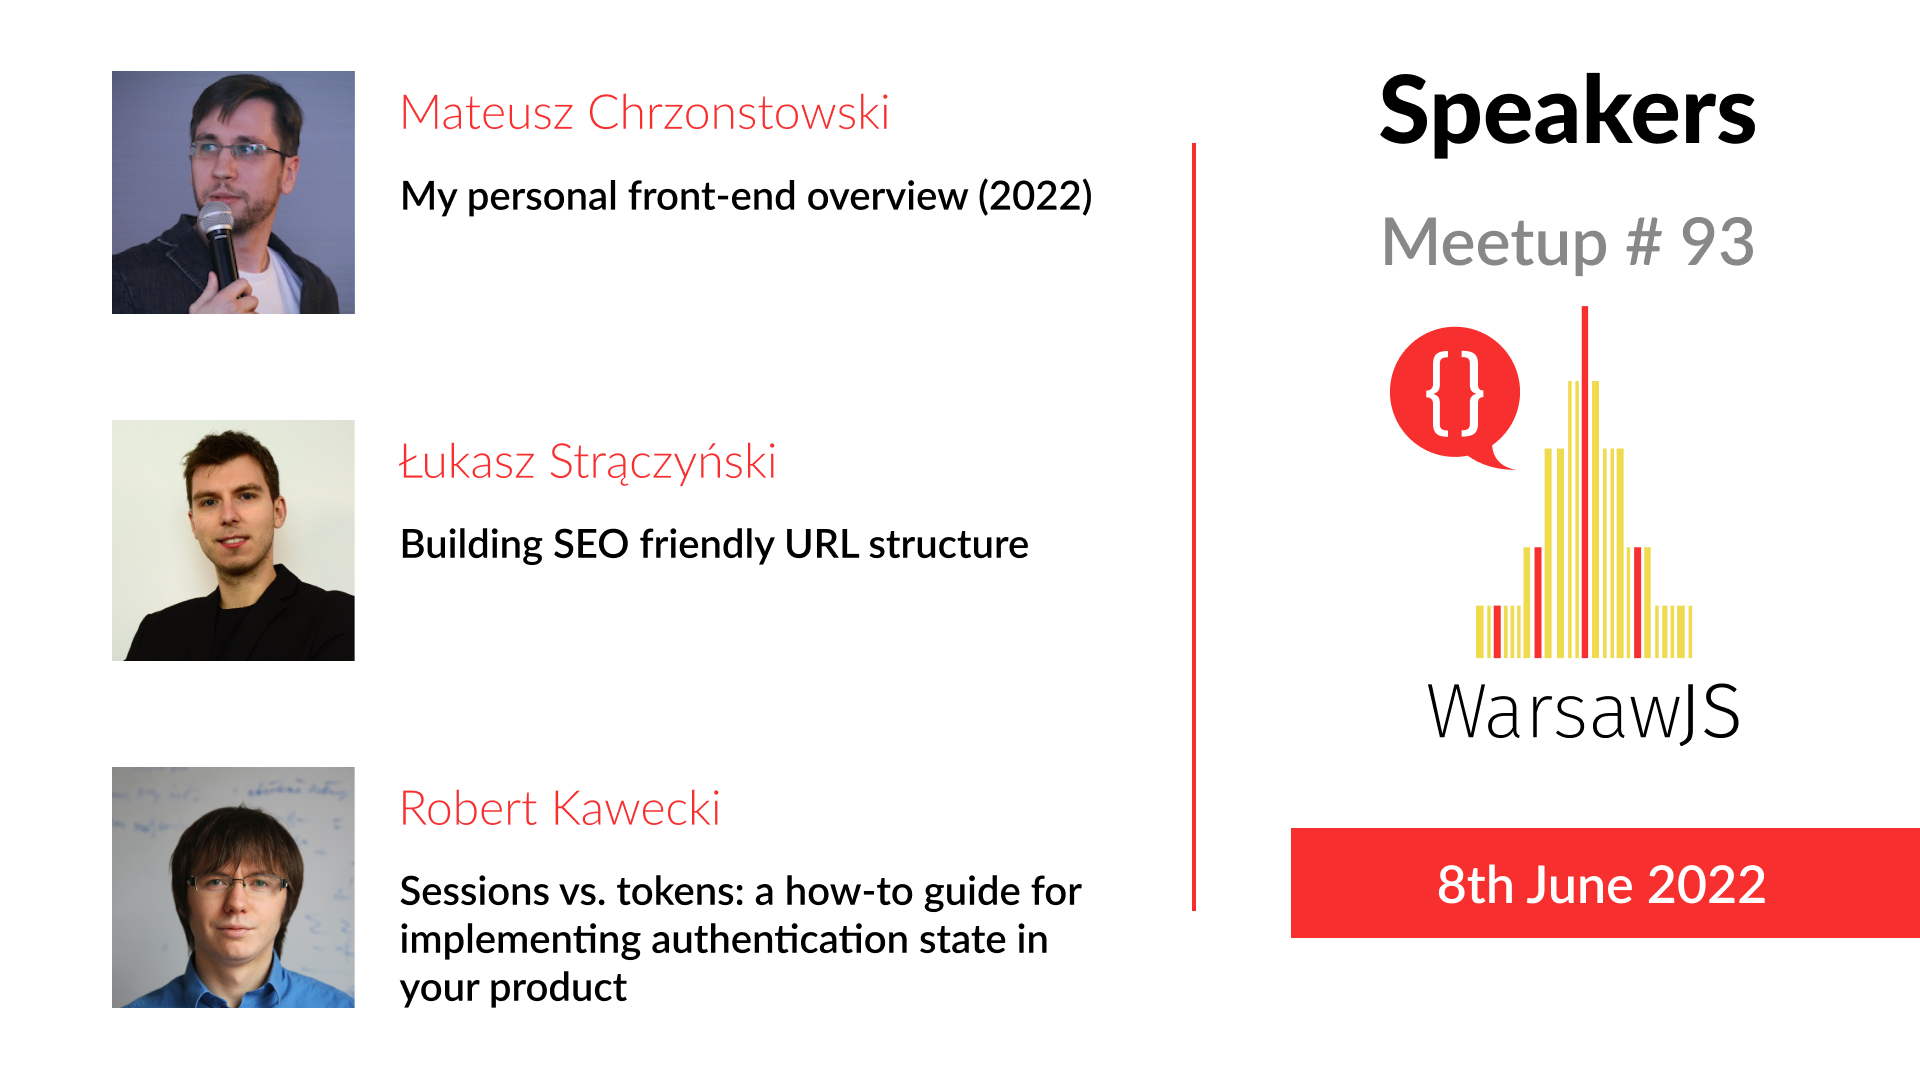 Mateusz Chrzonstowski
My personal front-end overview (2022)
Łukasz Strączyński
Building SEO friendly URL structure
Robert Kawecki
Sessions vs. tokens: a how-to guide for
implementing authentication state in
your product
Speakers
Meetup # 93
{}
WarsawJS
8th June 2022